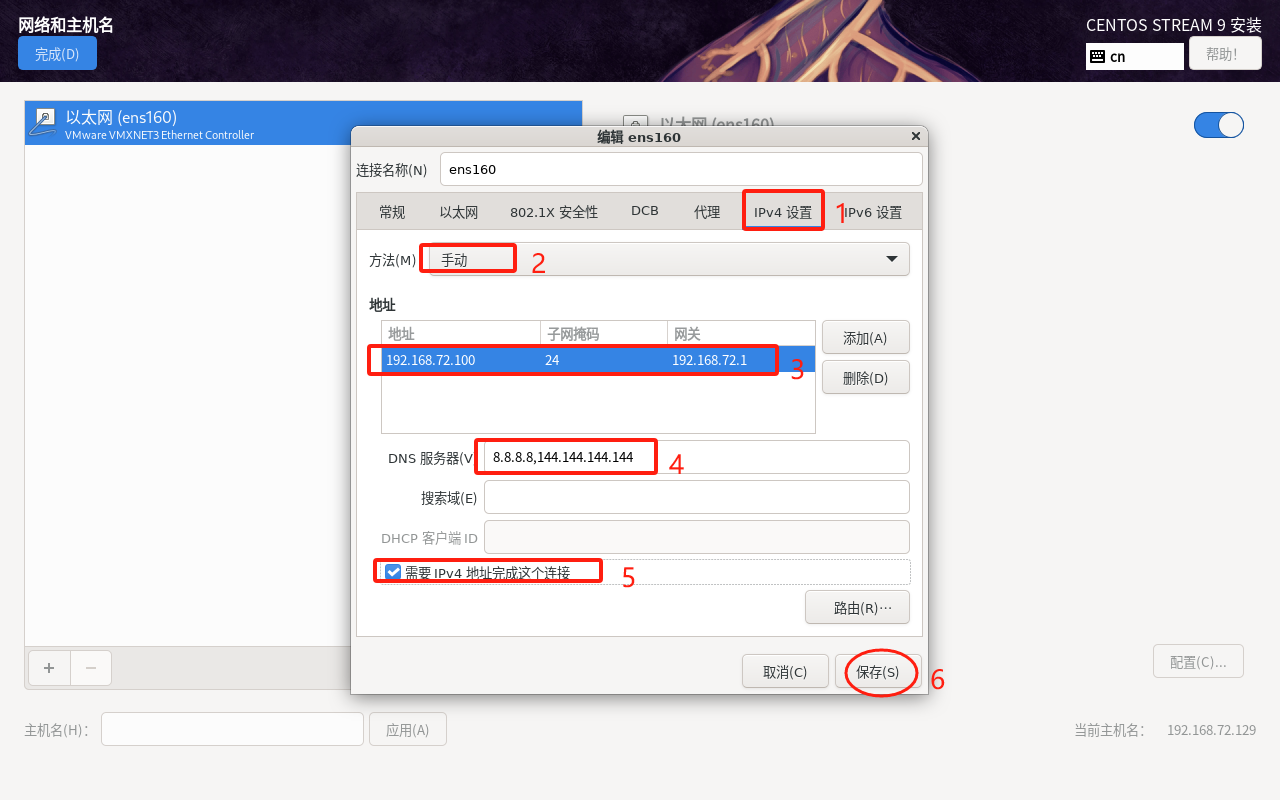 网络和主机名
完成(D)
CENTOS STREAM 9 安装
cn
帮助!
以太网 (ens160)
VMware VMXNET3 Ethernet Controller
以太网 (ens160)
编辑 ens160
连接名称(N) ens160
常规 以太网 802.1X 安全性 DCB 代理 IPv4 设置 1 IPv6 设置
方法(M) 手动 2
地址
地址 子网掩码 网关
192.168.72.100 24 192.168.72.1 3
添加(A)
删除(D)
DNS 服务器(V 8.8.8.8,144.144.144.144 4
搜索域(E)
DHCP 客户端 ID
需要 IPv4 地址完成这个连接 5
路由(R)…
取消(C) 保存(S) 6
配置(C)...
主机名(H): 应用(A)
当前主机名: 192.168.72.129